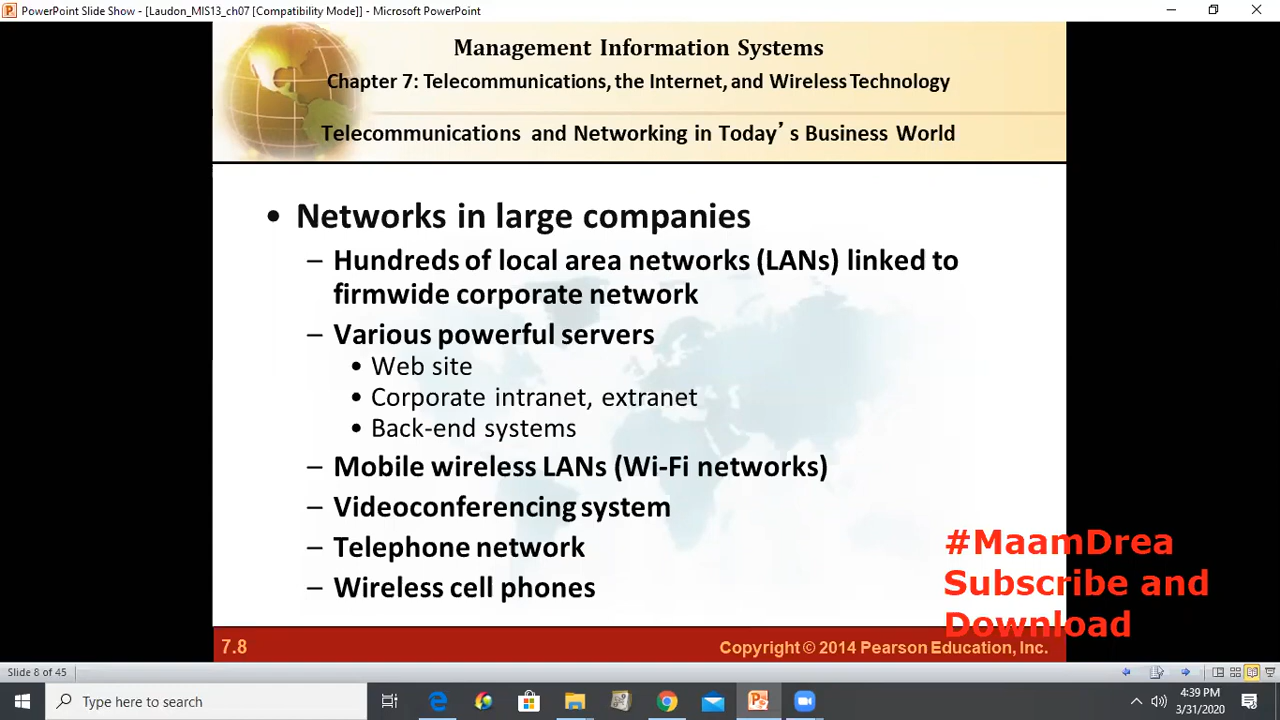 PowerPoint Slide Show - [Laudon_MIS13_ch07 [Compatibility Mode]] - Microsoft PowerPoint
Management Information Systems
Chapter 7: Telecommunications, the Internet, and Wireless Technology
Telecommunications and Networking in Today’s Business World
• Networks in large companies
– Hundreds of local area networks (LANs) linked to
firmwide corporate network
– Various powerful servers
• Web site
• Corporate intranet, extranet
• Back-end systems
– Mobile wireless LANs (Wi-Fi networks)
– Videoconferencing system
– Telephone network
– Wireless cell phones
#MaamDrea
Subscribe and
Download
7.8
Copyright © 2014 Pearson Education, Inc.
Slide 8 of 45
Type here to search
4:39 PM
3/31/2020